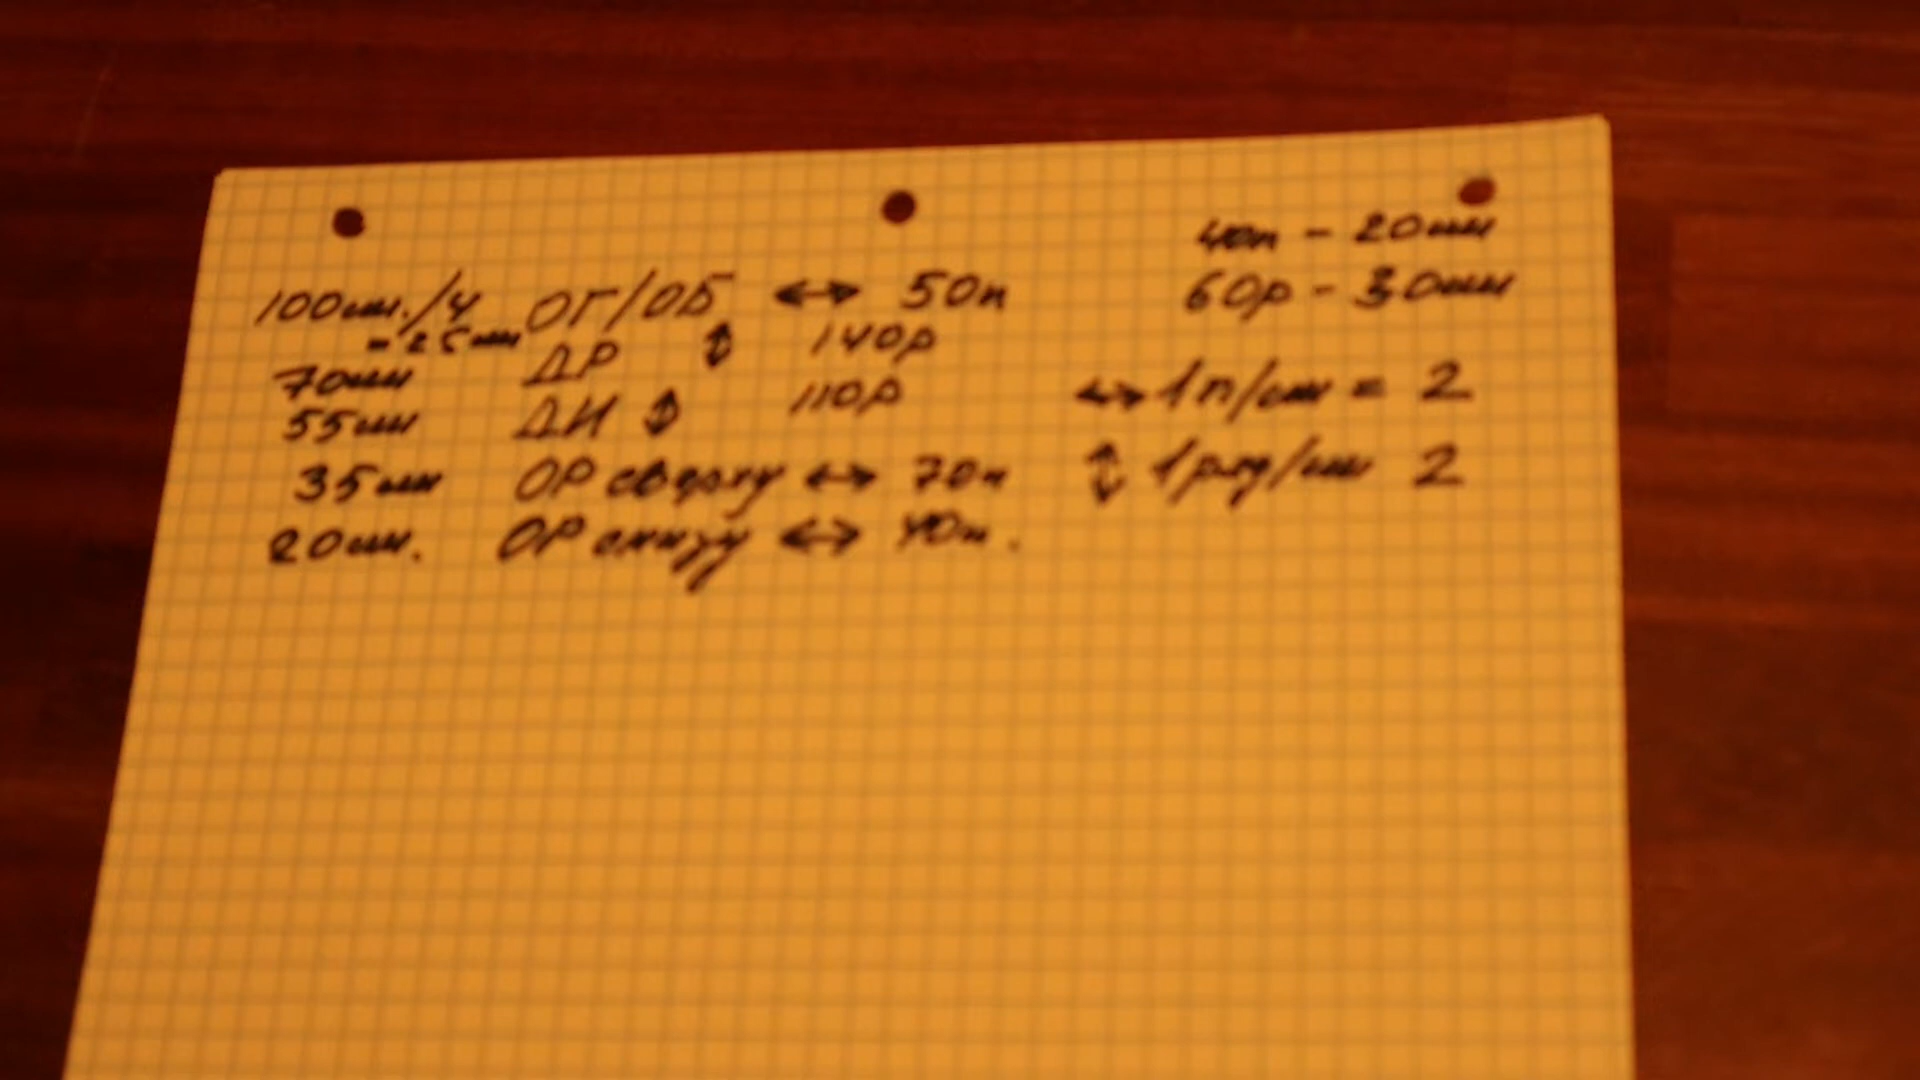 40п - 20см
60р - 30см
100см./4 ОГ/ОБ ↔ 50п
= 25см
70см ДР ↕ 140р
55см ДИ ↕ 110р
35см ОР сверху ↔ 70п
20см. ОР снизу ↔ 40п.
↔ 1п/см = 2
↕ 1ряд/см 2